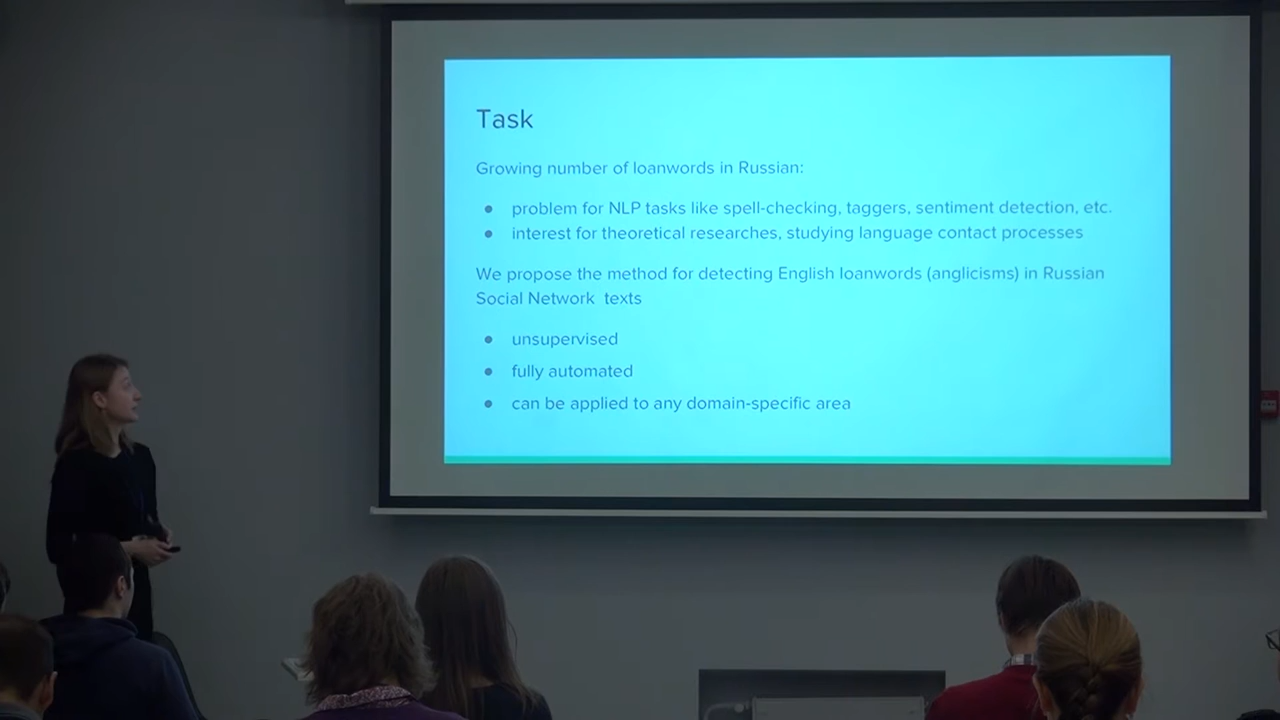 Task
Growing number of loanwords in Russian:
● problem for NLP tasks like spell-checking, taggers, sentiment detection, etc.
● interest for theoretical researches, studying language contact processes
We propose the method for detecting English loanwords (anglicisms) in Russian
Social Network texts
● unsupervised
● fully automated
● can be applied to any domain-specific area